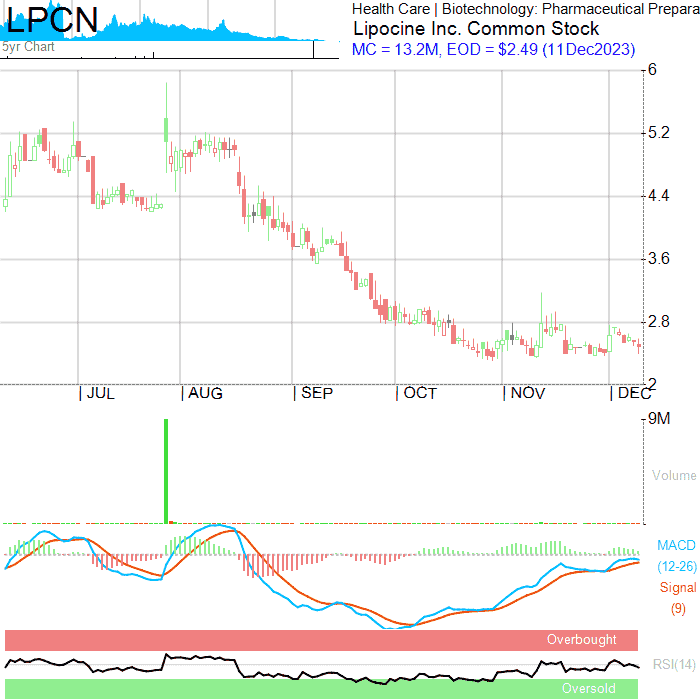 LPCN
5yr Chart
Health Care | Biotechnology: Pharmaceutical Prepara
Lipocine Inc. Common Stock
MC = 13.2M, EOD = $2.49 (11Dec2023)
6
5.2
4.4
3.6
2.8
2
JUL AUG SEP OCT NOV DEC
9M
Volume
MACD
(12-26)
Signal
(9)
Overbought
RSI(14)
Oversold